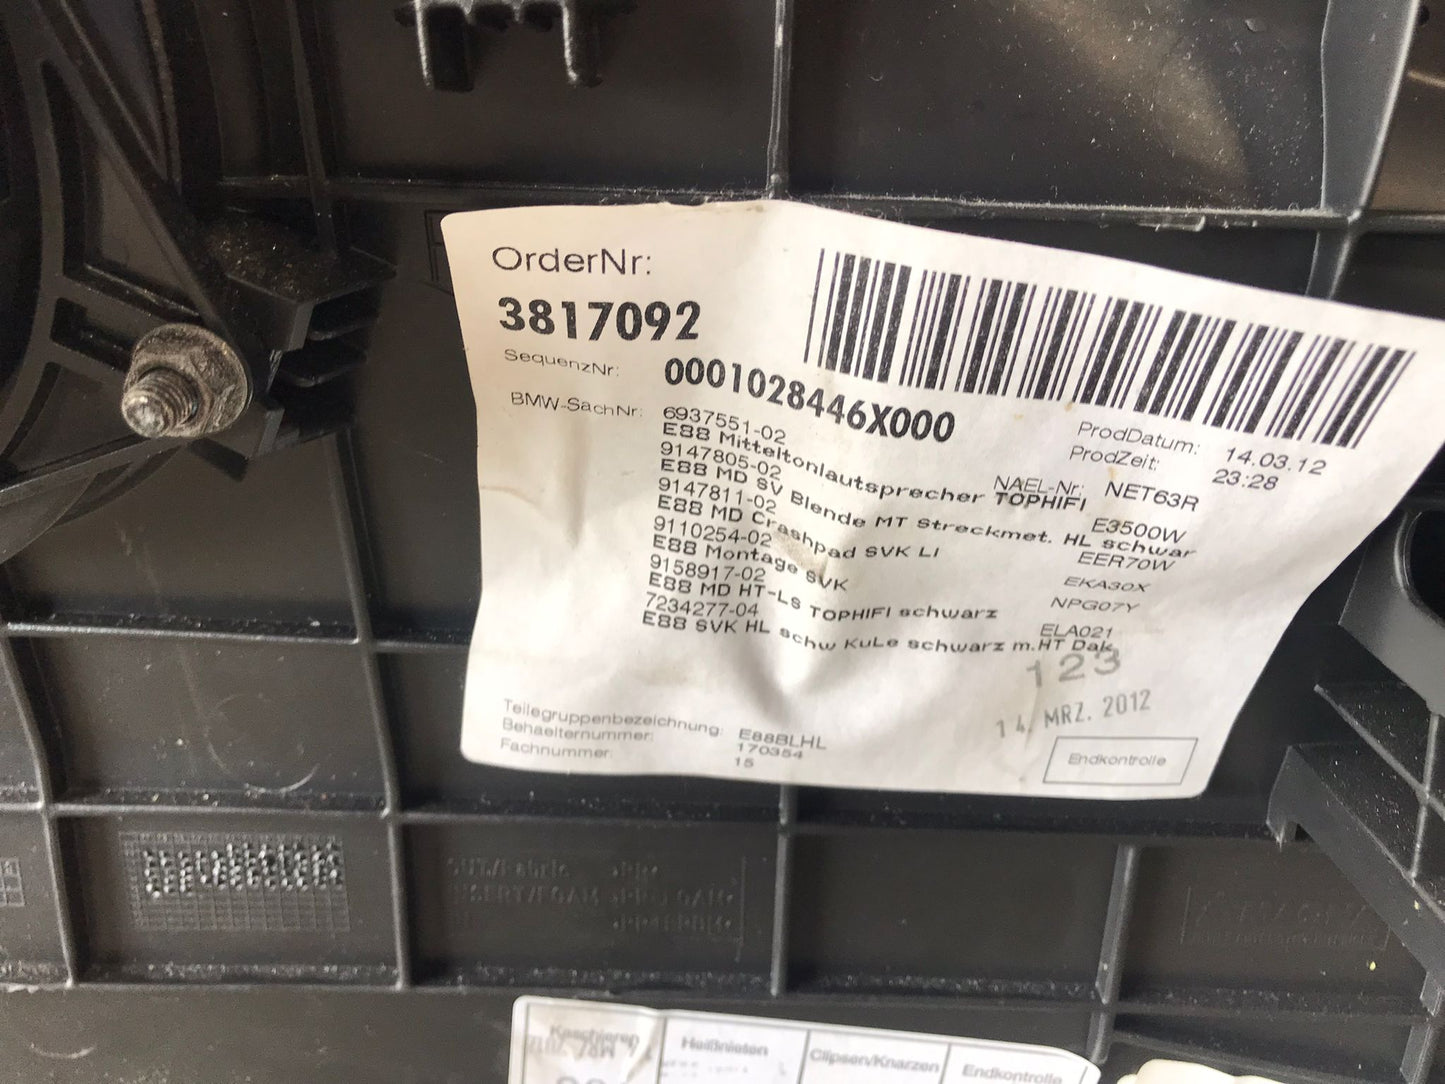 OrderNr:
3817092
SequenzNr: 0001028446X000
ProdDatum: 14.03.12
ProdZeit: 23:28
BMW-SachNr: 6937551-02 NAEL-Nr: NET63R
E88 Mitteltonlautsprecher TOPHIFI
9147805-02 E3500W
E88 MD SV Blende MT Streckmet. HL schwar
9147811-02 EER70W
E88 MD Crashpad SVK LI
9110254-02 EKA30X
E88 Montage SVK
9158917-02 NPG07Y
E88 MD HT-LS TOPHIFI schwarz
7234277-04 ELA021
E88 SVK HL schw KuLe schwarz m.HT Dak
123
14. MRZ. 2012
Teilegruppenbezeichnung: E88BLHL
Behaelternummer: 170354
Fachnummer: 15
Endkontrolle
Kaschieren
Heißnieten
Clipsen/Knarzen
Endkontrolle